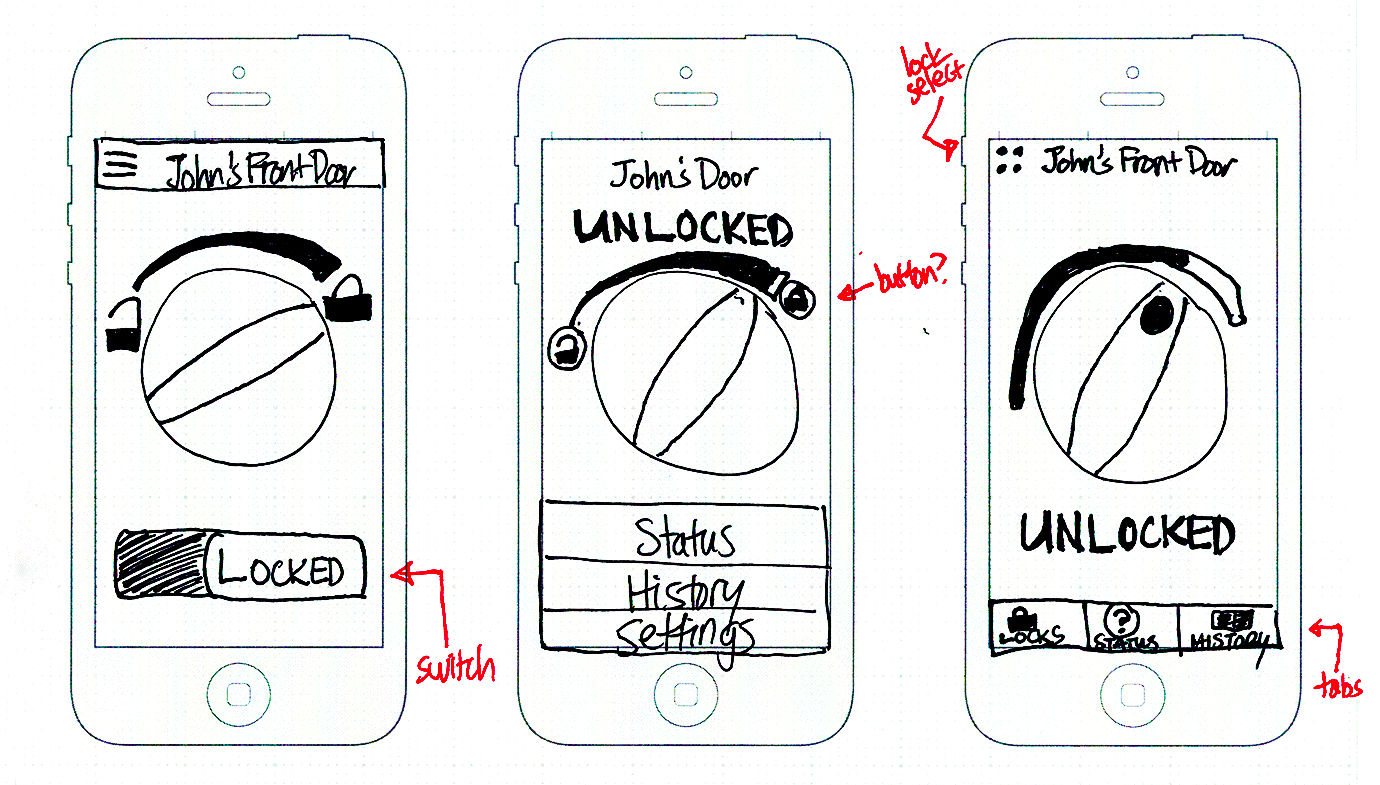 John's Front Door
LOCKED
switch
John's Door
UNLOCKED
button?
Status
History
Settings
lock
select
John's Front Door
UNLOCKED
LOCKS
?
STATUS
HISTORY
tabs